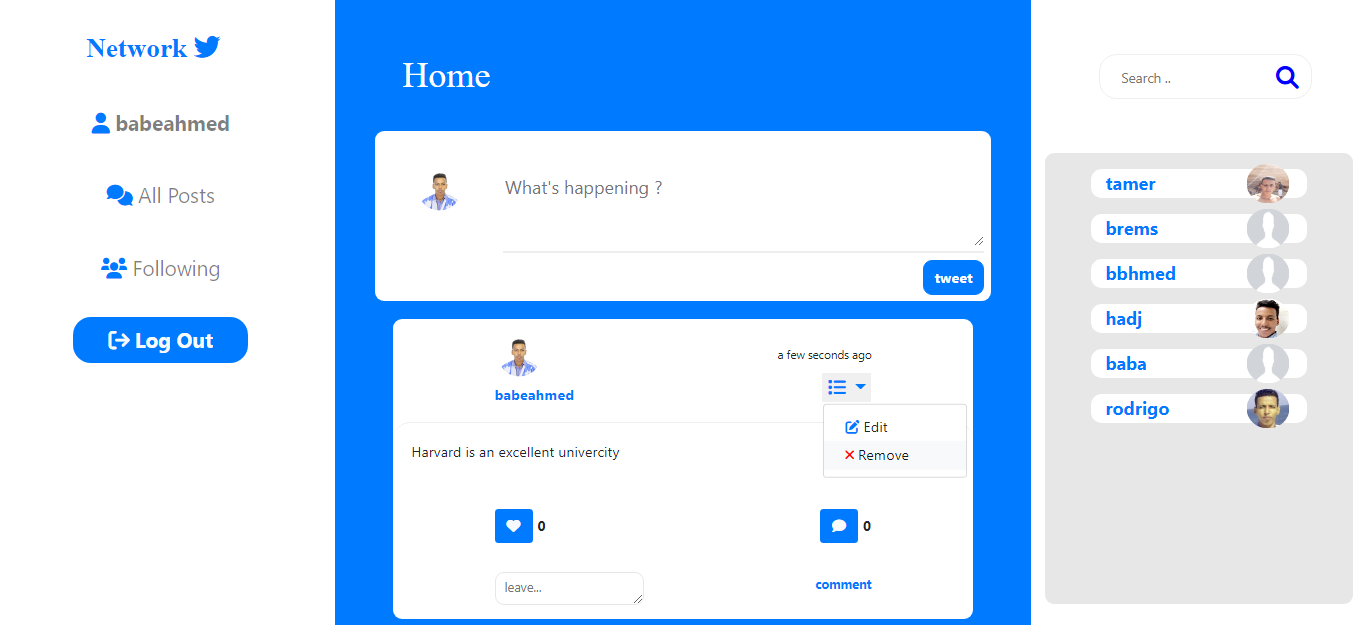 Network
babeahmed
All Posts
Following
Log Out
Home
What's happening ?
tweet
babeahmed
a few seconds ago
Edit
Remove
Harvard is an excellent univercity
0
0
leave...
comment
Search ..
tamer
brems
bbhmed
hadj
baba
rodrigo